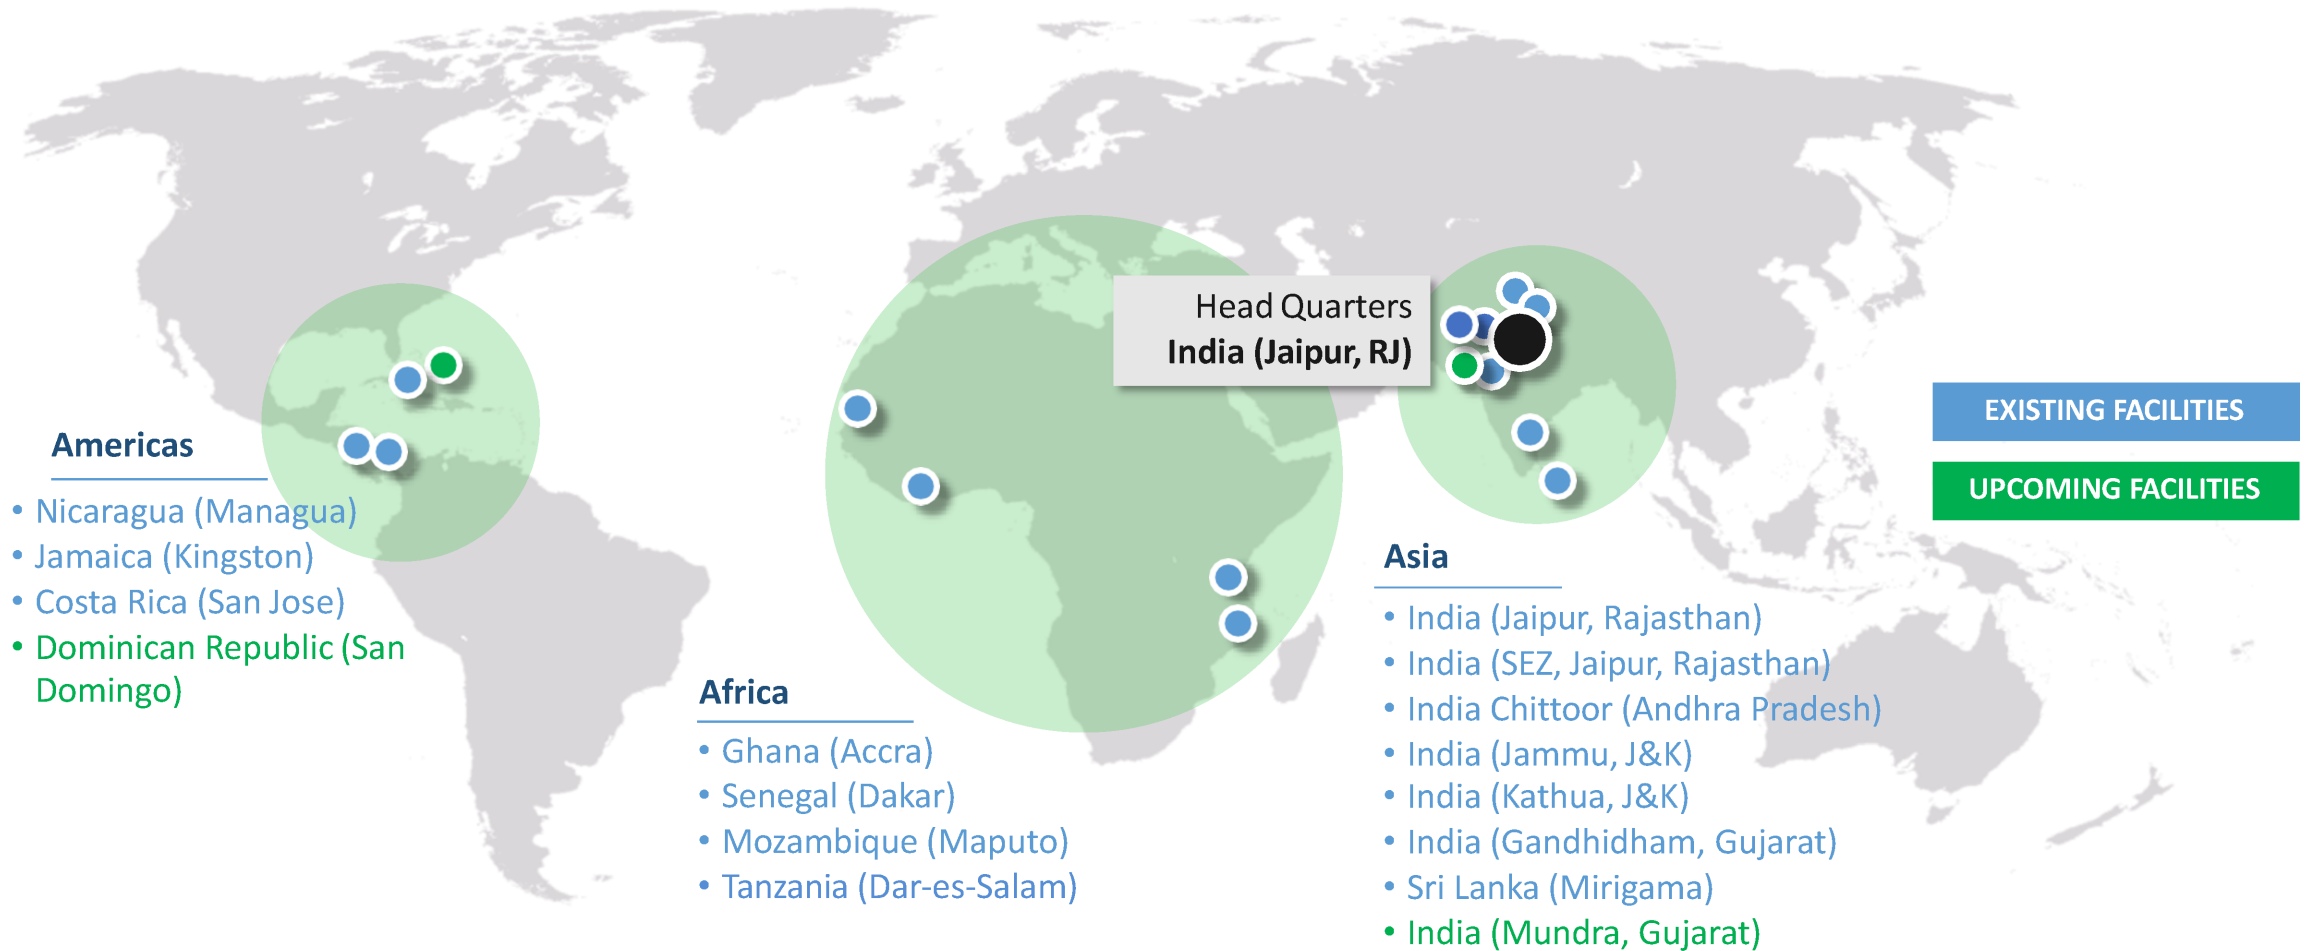 Head Quarters
India (Jaipur, RJ)
EXISTING FACILITIES
UPCOMING FACILITIES
Americas
• Nicaragua (Managua)
• Jamaica (Kingston)
• Costa Rica (San Jose)
• Dominican Republic (San
Domingo)
Africa
• Ghana (Accra)
• Senegal (Dakar)
• Mozambique (Maputo)
• Tanzania (Dar-es-Salam)
Asia
• India (Jaipur, Rajasthan)
• India (SEZ, Jaipur, Rajasthan)
• India Chittoor (Andhra Pradesh)
• India (Jammu, J&K)
• India (Kathua, J&K)
• India (Gandhidham, Gujarat)
• Sri Lanka (Mirigama)
• India (Mundra, Gujarat)